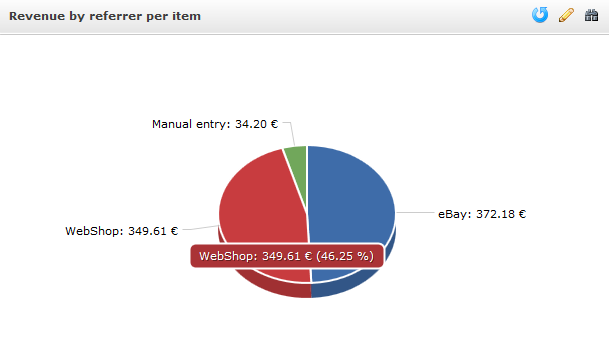 Revenue by referrer per item
Manual entry: 34.20 €
eBay: 372.18 €
WebShop: 349.61 €
WebShop: 349.61 € (46.25 %)